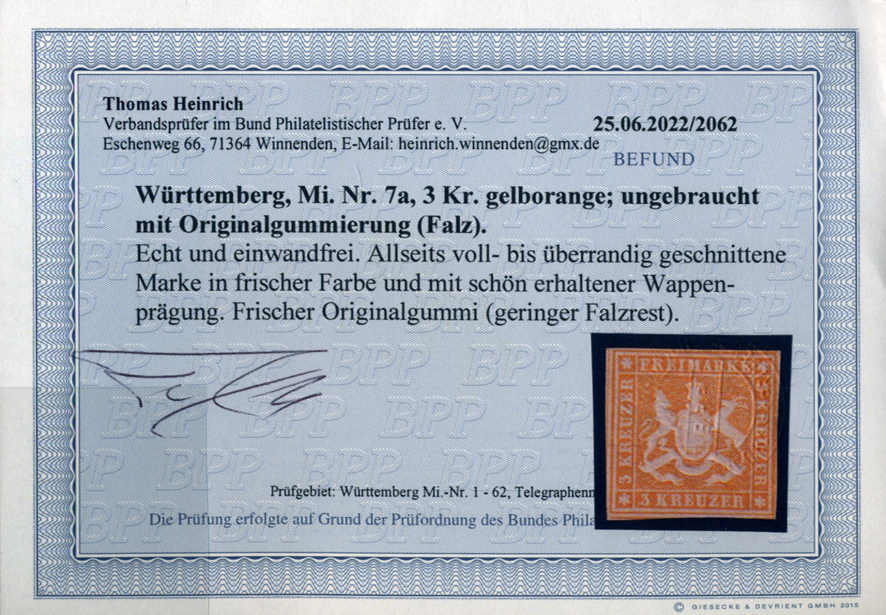 Thomas Heinrich
Verbandsprüfer im Bund Philatelistischer Prüfer e. V.
Eschenweg 66, 71364 Winnenden, E-Mail: heinrich.winnenden@gmx.de
25.06.2022/2062
BEFUND
Württemberg, Mi. Nr. 7a, 3 Kr. gelborange; ungebraucht
mit Originalgummierung (Falz).
Echt und einwandfrei. Allseits voll- bis überrandig geschnittene
Marke in frischer Farbe und mit schön erhaltener Wappen-
prägung. Frischer Originalgummi (geringer Falzrest).
FREIMARKE
3 KREUZER
3 KREUZER
3 KREUZER
Prüfgebiet: Württemberg Mi.-Nr. 1 - 62, Telegraphenm
Die Prüfung erfolgte auf Grund der Prüfordnung des Bundes Phila
© GIESECKE & DEVRIENT GMBH 2015